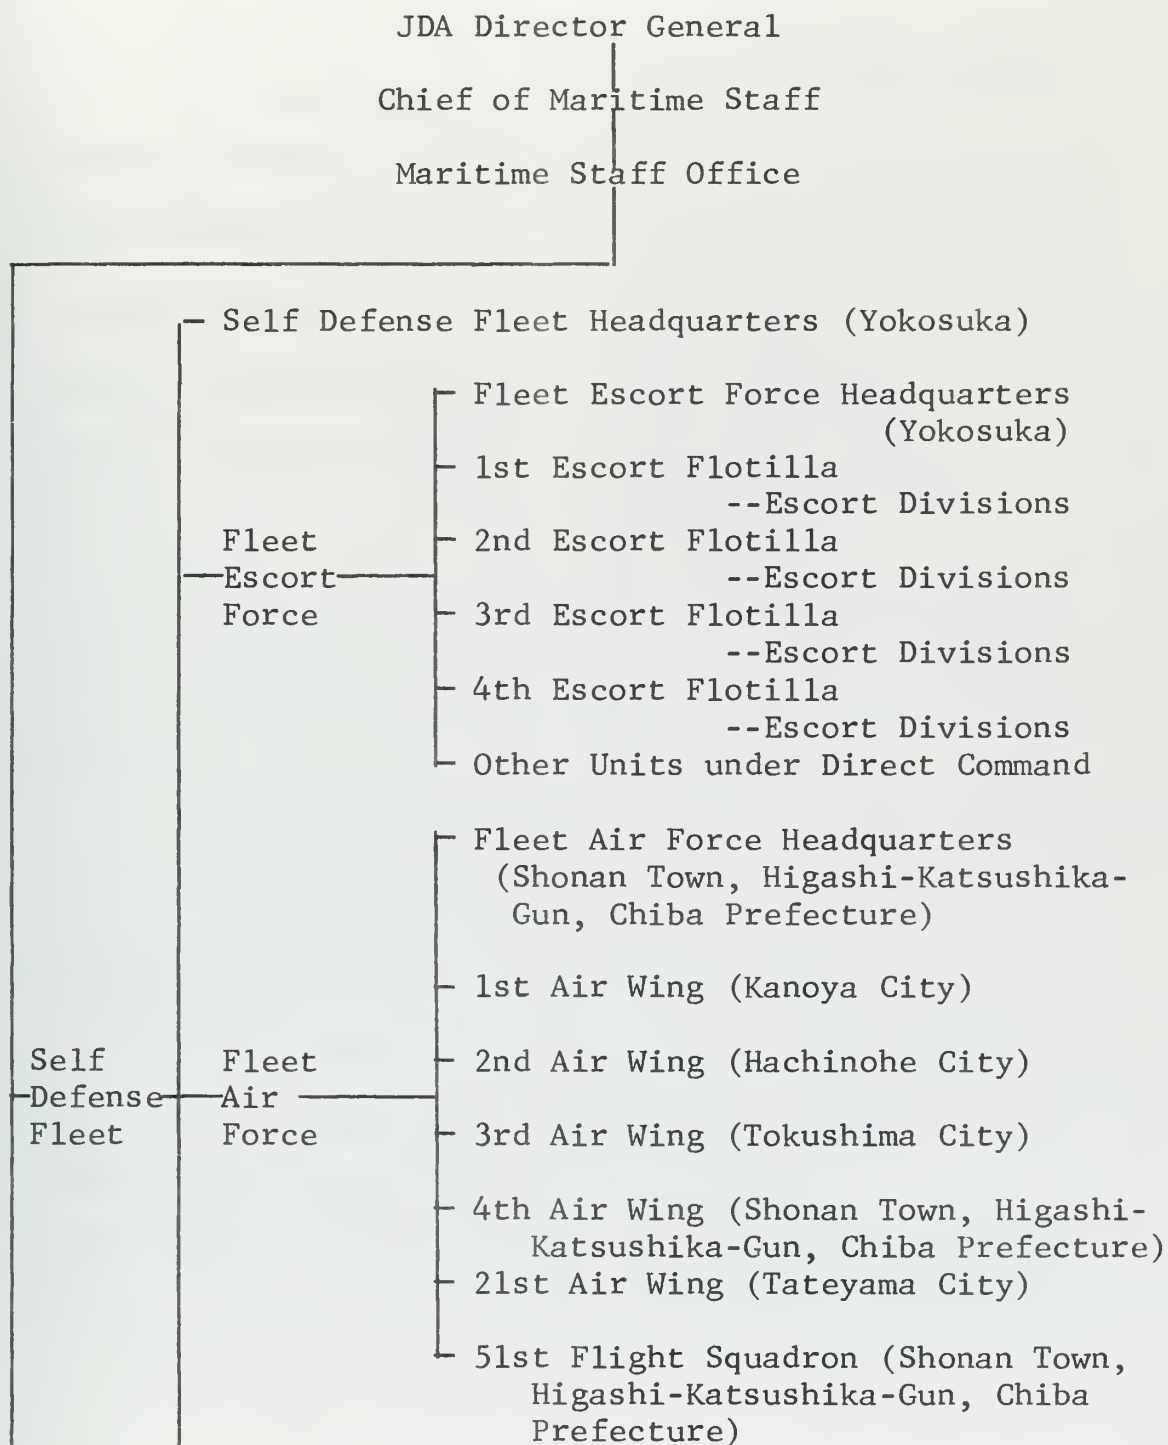 JDA Director General
Chief of Maritime Staff
Maritime Staff Office
Self Defense Fleet Headquarters (Yokosuka)
Fleet
Escort
Force
Fleet Escort Force Headquarters
(Yokosuka)
1st Escort Flotilla
--Escort Divisions
2nd Escort Flotilla
--Escort Divisions
3rd Escort Flotilla
--Escort Divisions
4th Escort Flotilla
--Escort Divisions
Other Units under Direct Command
Self
Defense
Fleet
Fleet
Air
Force
Fleet Air Force Headquarters
(Shonan Town, Higashi-Katsushika-
Gun, Chiba Prefecture)
1st Air Wing (Kanoya City)
2nd Air Wing (Hachinohe City)
3rd Air Wing (Tokushima City)
4th Air Wing (Shonan Town, Higashi-
Katsushika-Gun, Chiba Prefecture)
21st Air Wing (Tateyama City)
51st Flight Squadron (Shonan Town,
Higashi-Katsushika-Gun, Chiba
Prefecture)